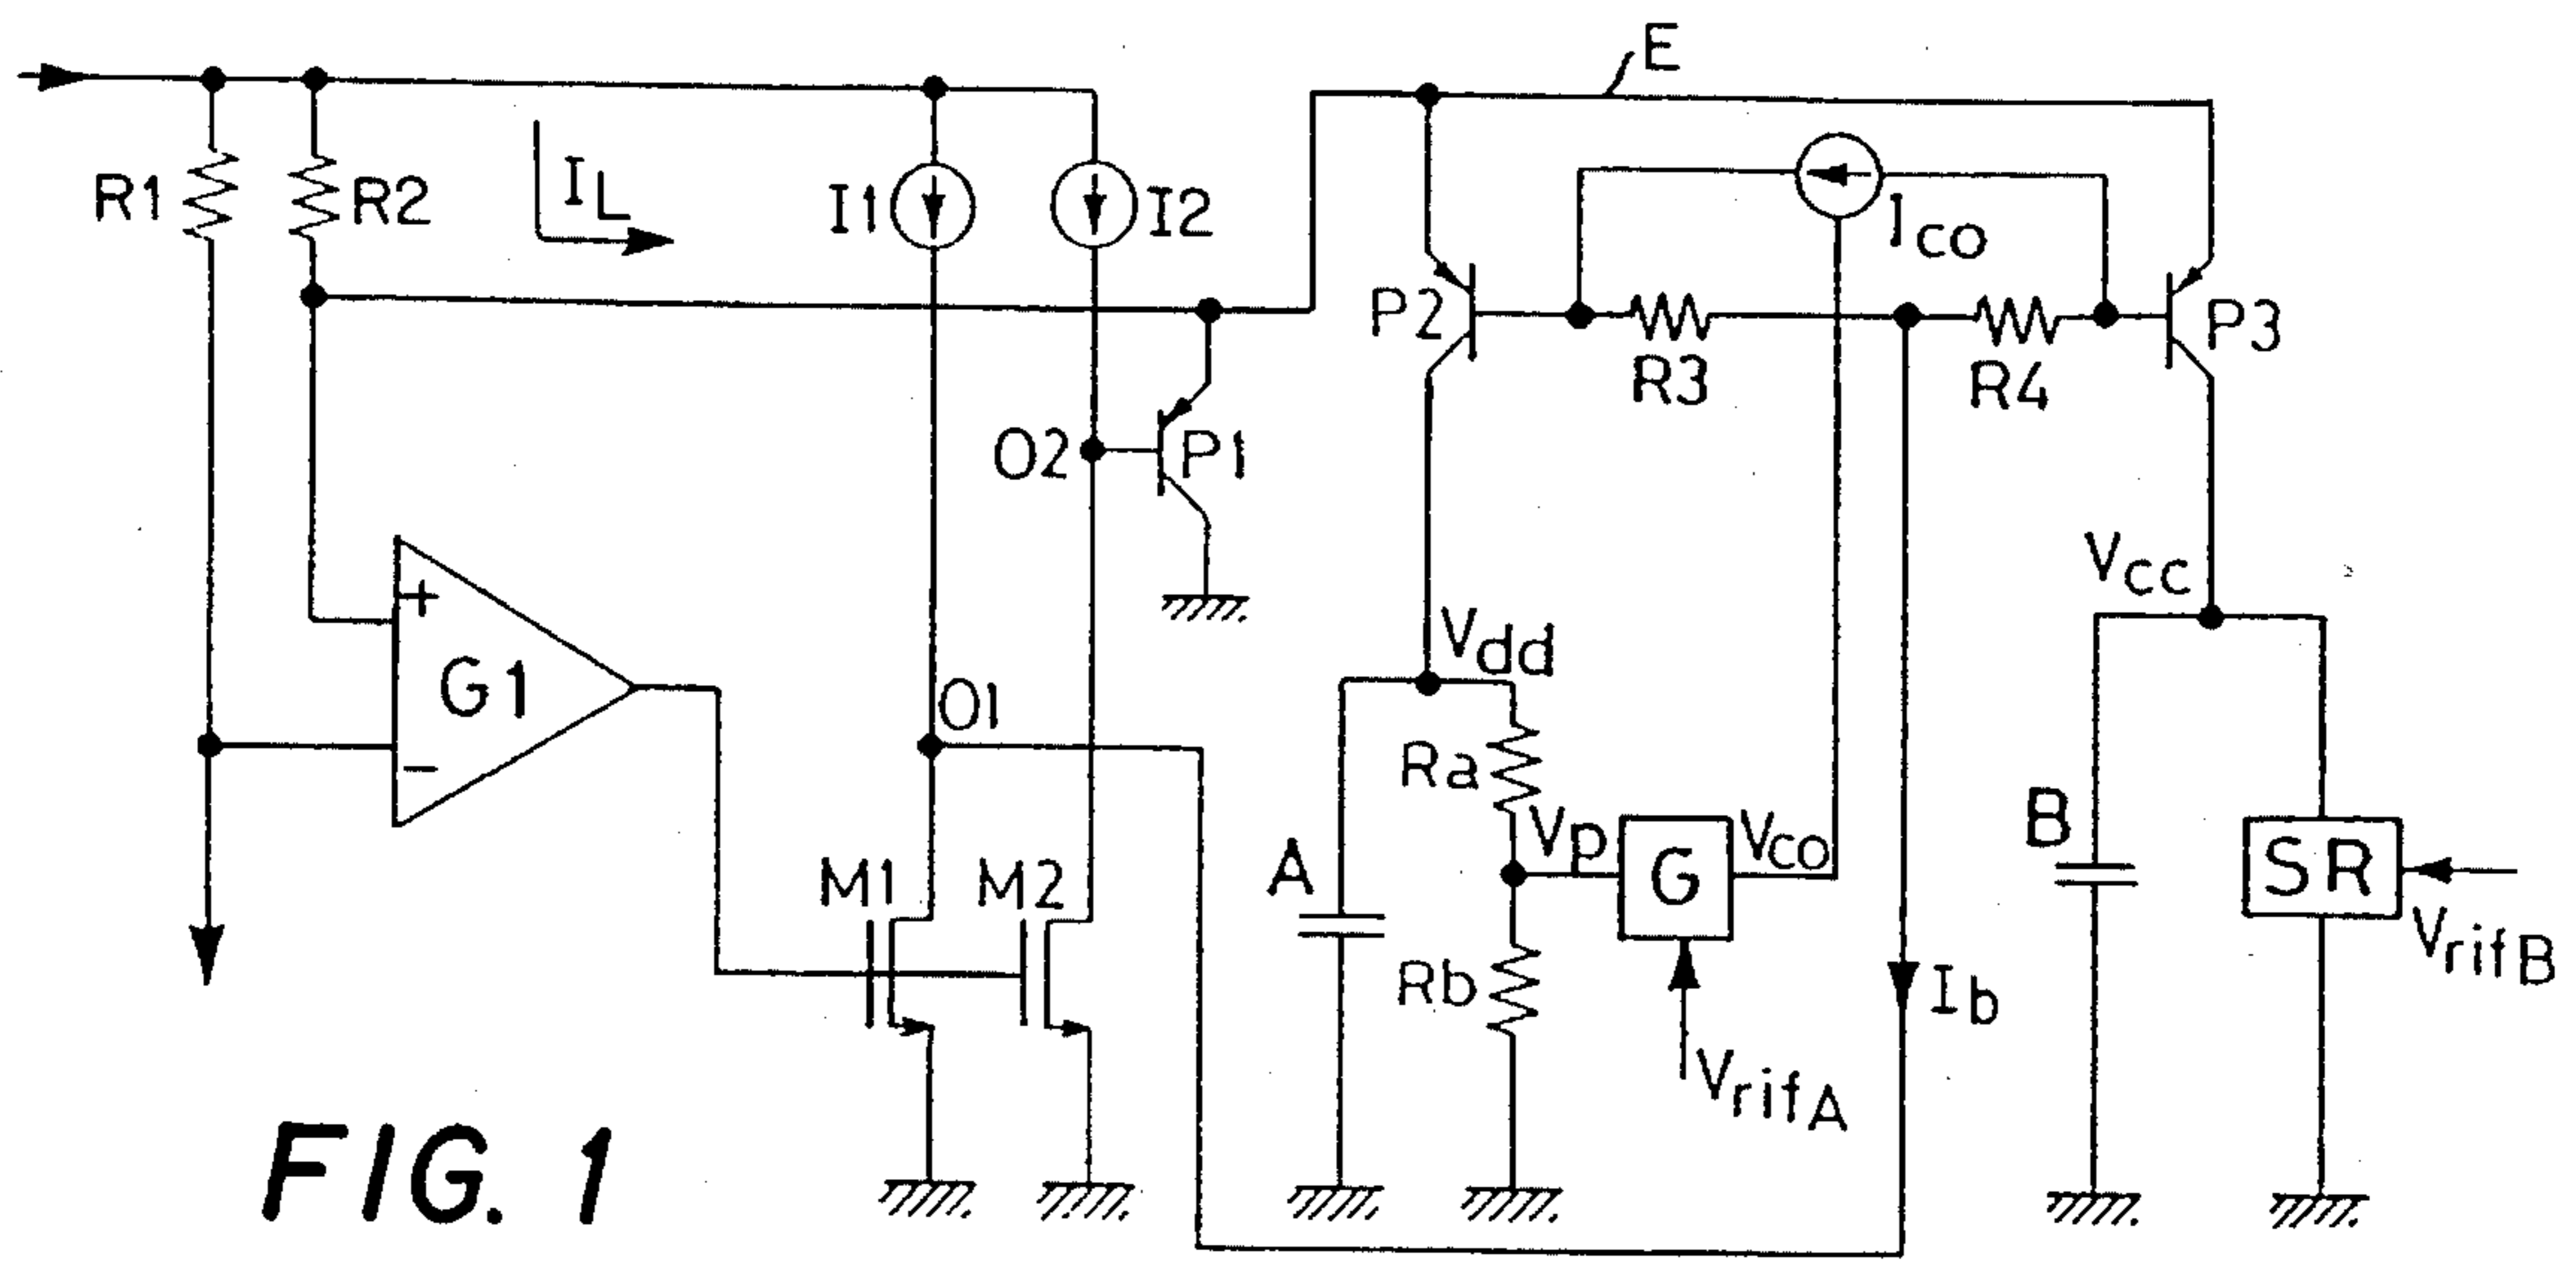 E
R1
R2
IL
I1
I2
Ico
P2
R3
R4
P3
O2
P1
+
G1
−
O1
Vdd
Vcc
Ra
Vp
G
Vco
A
B
SR
M1
M2
Rb
VrifA
Ib
VrifB
FIG. 1